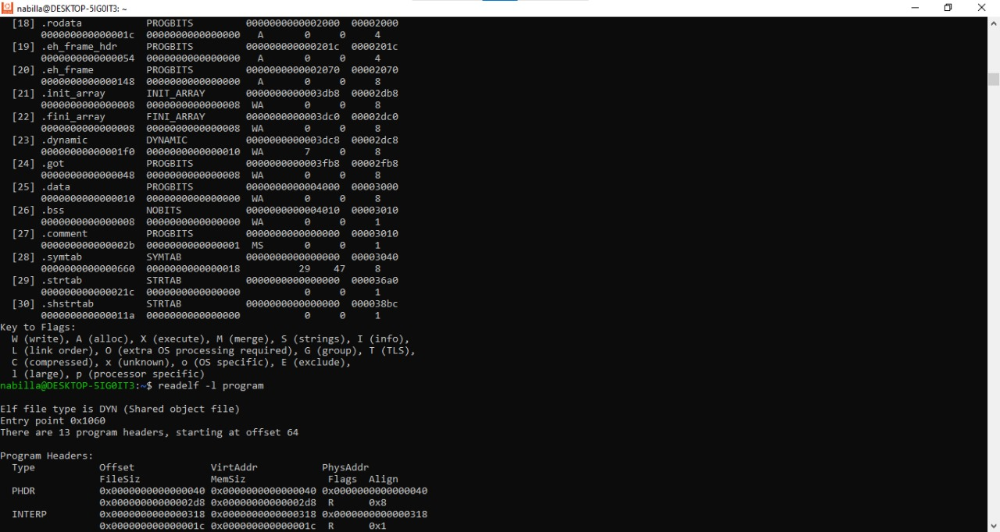 nabilla@DESKTOP-5IG0IT3: ~
  [18] .rodata           PROGBITS         0000000000002000  00002000
       000000000000001c  0000000000000000   A       0     0     4
  [19] .eh_frame_hdr     PROGBITS         000000000000201c  0000201c
       0000000000000054  0000000000000000   A       0     0     4
  [20] .eh_frame         PROGBITS         0000000000002070  00002070
       0000000000000148  0000000000000000   A       0     0     8
  [21] .init_array       INIT_ARRAY       0000000000003db8  00002db8
       0000000000000008  0000000000000008  WA       0     0     8
  [22] .fini_array       FINI_ARRAY       0000000000003dc0  00002dc0
       0000000000000008  0000000000000008  WA       0     0     8
  [23] .dynamic          DYNAMIC          0000000000003dc8  00002dc8
       00000000000001f0  0000000000000010  WA       7     0     8
  [24] .got              PROGBITS         0000000000003fb8  00002fb8
       0000000000000048  0000000000000008  WA       0     0     8
  [25] .data             PROGBITS         0000000000004000  00003000
       0000000000000010  0000000000000000  WA       0     0     8
  [26] .bss              NOBITS           0000000000004010  00003010
       0000000000000008  0000000000000000  WA       0     0     1
  [27] .comment          PROGBITS         0000000000000000  00003010
       000000000000002b  0000000000000001  MS       0     0     1
  [28] .symtab           SYMTAB           0000000000000000  00003040
       0000000000000660  0000000000000018          29    47     8
  [29] .strtab           STRTAB           0000000000000000  000036a0
       000000000000021c  0000000000000000           0     0     1
  [30] .shstrtab         STRTAB           0000000000000000  000038bc
       000000000000011a  0000000000000000           0     0     1
Key to Flags:
  W (write), A (alloc), X (execute), M (merge), S (strings), I (info),
  L (link order), O (extra OS processing required), G (group), T (TLS),
  C (compressed), x (unknown), o (OS specific), E (exclude),
  l (large), p (processor specific)
nabilla@DESKTOP-5IG0IT3:~$ readelf -l program

Elf file type is DYN (Shared object file)
Entry point 0x1060
There are 13 program headers, starting at offset 64

Program Headers:
  Type           Offset             VirtAddr           PhysAddr
                 FileSiz            MemSiz              Flags  Align
  PHDR           0x0000000000000040 0x0000000000000040 0x0000000000000040
                 0x00000000000002d8 0x00000000000002d8  R      0x8
  INTERP         0x0000000000000318 0x0000000000000318 0x0000000000000318
                 0x000000000000001c 0x000000000000001c  R      0x1